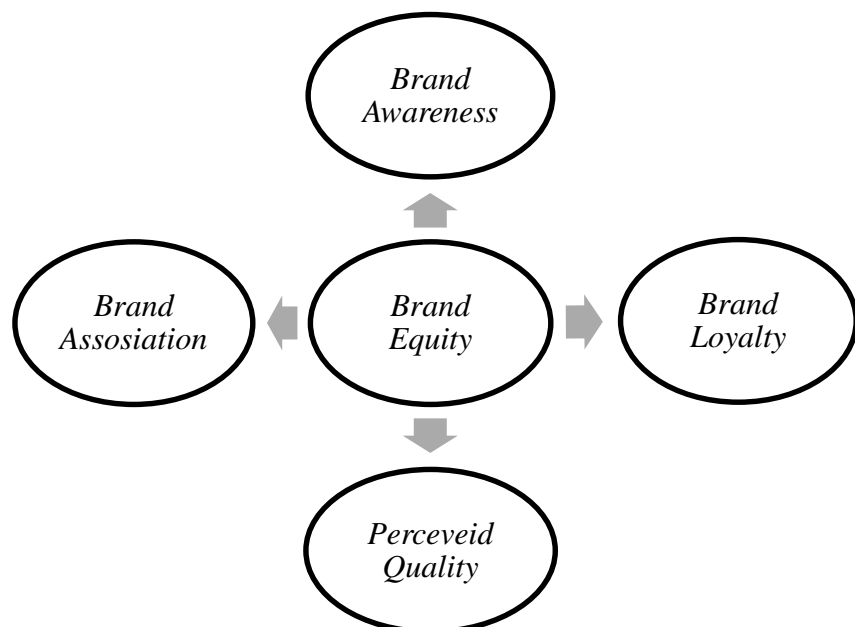 Brand
Awareness
Brand
Assosiation
Brand
Equity
Brand
Loyalty
Perceveid
Quality